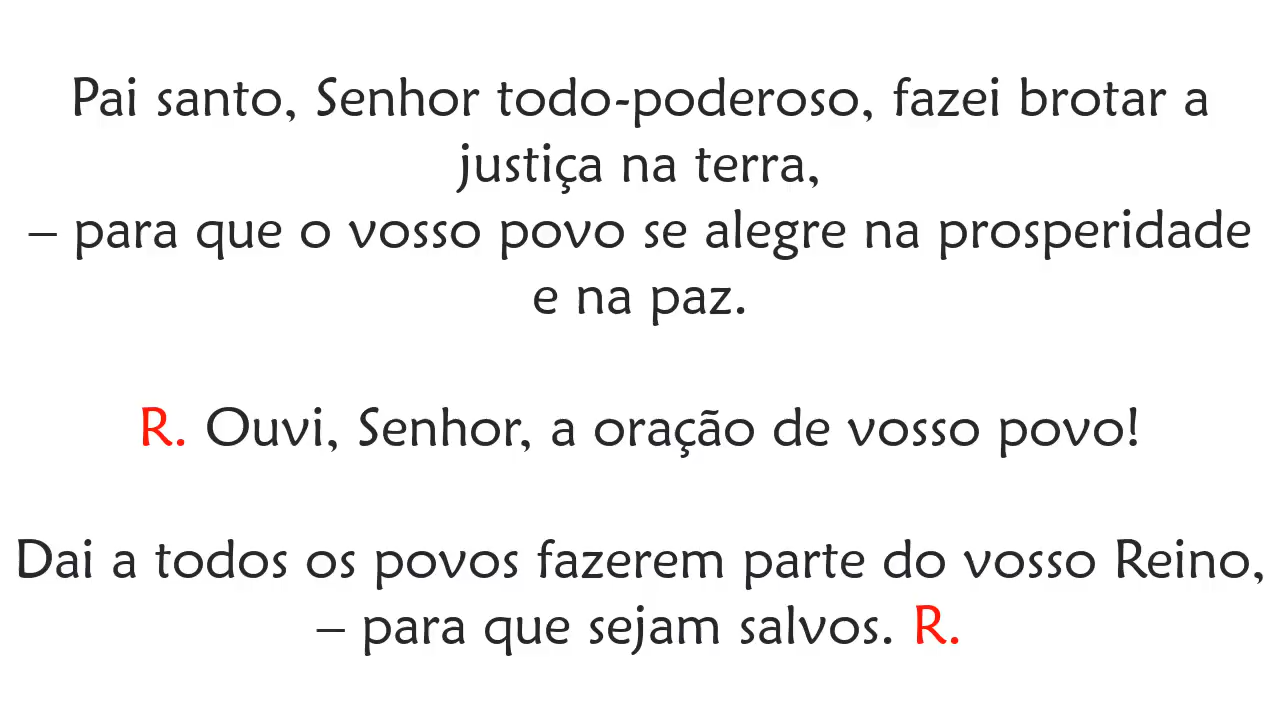 Pai santo, Senhor todo-poderoso, fazei brotar a
justiça na terra,
– para que o vosso povo se alegre na prosperidade
e na paz.
R. Ouvi, Senhor, a oração de vosso povo!
Dai a todos os povos fazerem parte do vosso Reino,
– para que sejam salvos. R.